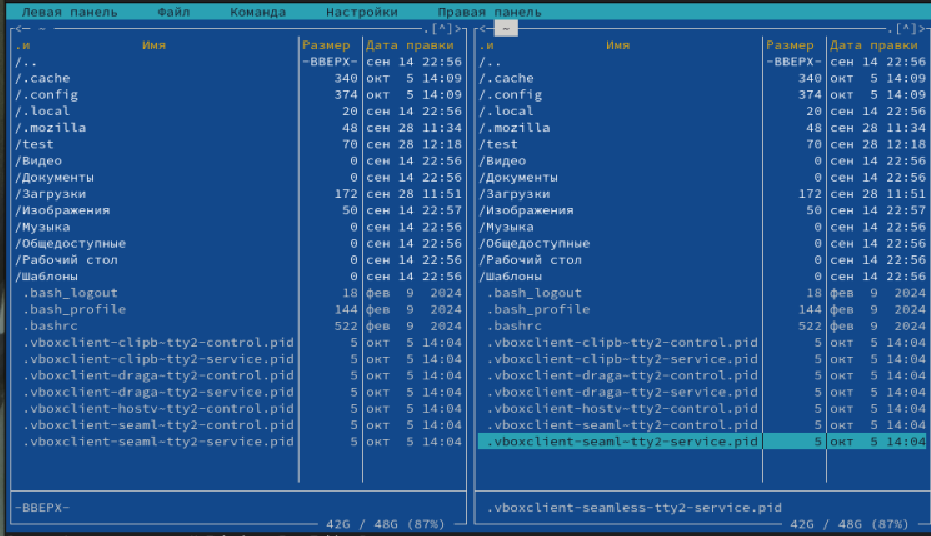 Левая панель Файл Команда Настройки Правая панель
<─ ~ .[^]>
.и Имя Размер Дата правки
/.. -ВВЕРХ- сен 14 22:56
/.cache 340 окт 5 14:09
/.config 374 окт 5 14:09
/.local 20 сен 14 22:56
/.mozilla 48 сен 28 11:34
/test 70 сен 28 12:18
/Видео 0 сен 14 22:56
/Документы 0 сен 14 22:56
/Загрузки 172 сен 28 11:51
/Изображения 50 сен 14 22:57
/Музыка 0 сен 14 22:56
/Общедоступные 0 сен 14 22:56
/Рабочий стол 0 сен 14 22:56
/Шаблоны 0 сен 14 22:56
.bash_logout 18 фев 9 2024
.bash_profile 144 фев 9 2024
.bashrc 522 фев 9 2024
.vboxclient-clipb~tty2-control.pid 5 окт 5 14:04
.vboxclient-clipb~tty2-service.pid 5 окт 5 14:04
.vboxclient-draga~tty2-control.pid 5 окт 5 14:04
.vboxclient-draga~tty2-service.pid 5 окт 5 14:04
.vboxclient-hostv~tty2-control.pid 5 окт 5 14:04
.vboxclient-seaml~tty2-control.pid 5 окт 5 14:04
.vboxclient-seaml~tty2-service.pid 5 окт 5 14:04
-ВВЕРХ-
42G / 48G (87%)
<─ ~ .[^]>
.и Имя Размер Дата правки
/.. -ВВЕРХ- сен 14 22:56
/.cache 340 окт 5 14:09
/.config 374 окт 5 14:09
/.local 20 сен 14 22:56
/.mozilla 48 сен 28 11:34
/test 70 сен 28 12:18
/Видео 0 сен 14 22:56
/Документы 0 сен 14 22:56
/Загрузки 172 сен 28 11:51
/Изображения 50 сен 14 22:57
/Музыка 0 сен 14 22:56
/Общедоступные 0 сен 14 22:56
/Рабочий стол 0 сен 14 22:56
/Шаблоны 0 сен 14 22:56
.bash_logout 18 фев 9 2024
.bash_profile 144 фев 9 2024
.bashrc 522 фев 9 2024
.vboxclient-clipb~tty2-control.pid 5 окт 5 14:04
.vboxclient-clipb~tty2-service.pid 5 окт 5 14:04
.vboxclient-draga~tty2-control.pid 5 окт 5 14:04
.vboxclient-draga~tty2-service.pid 5 окт 5 14:04
.vboxclient-hostv~tty2-control.pid 5 окт 5 14:04
.vboxclient-seaml~tty2-control.pid 5 окт 5 14:04
.vboxclient-seaml~tty2-service.pid 5 окт 5 14:04
.vboxclient-seamless-tty2-service.pid
42G / 48G (87%)